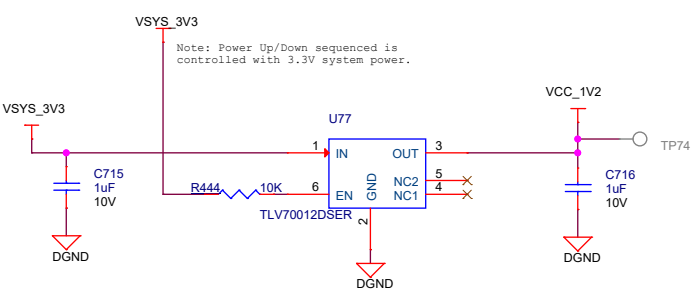 VSYS_3V3
Note: Power Up/Down sequenced is
controlled with 3.3V system power.
VSYS_3V3
VCC_1V2
U77
TP74
1
IN
OUT
3
C715
1uF
10V
R444
10K
6
EN
GND
NC2
NC1
5
4
C716
1uF
10V
TLV70012DSER
2
DGND
DGND
DGND